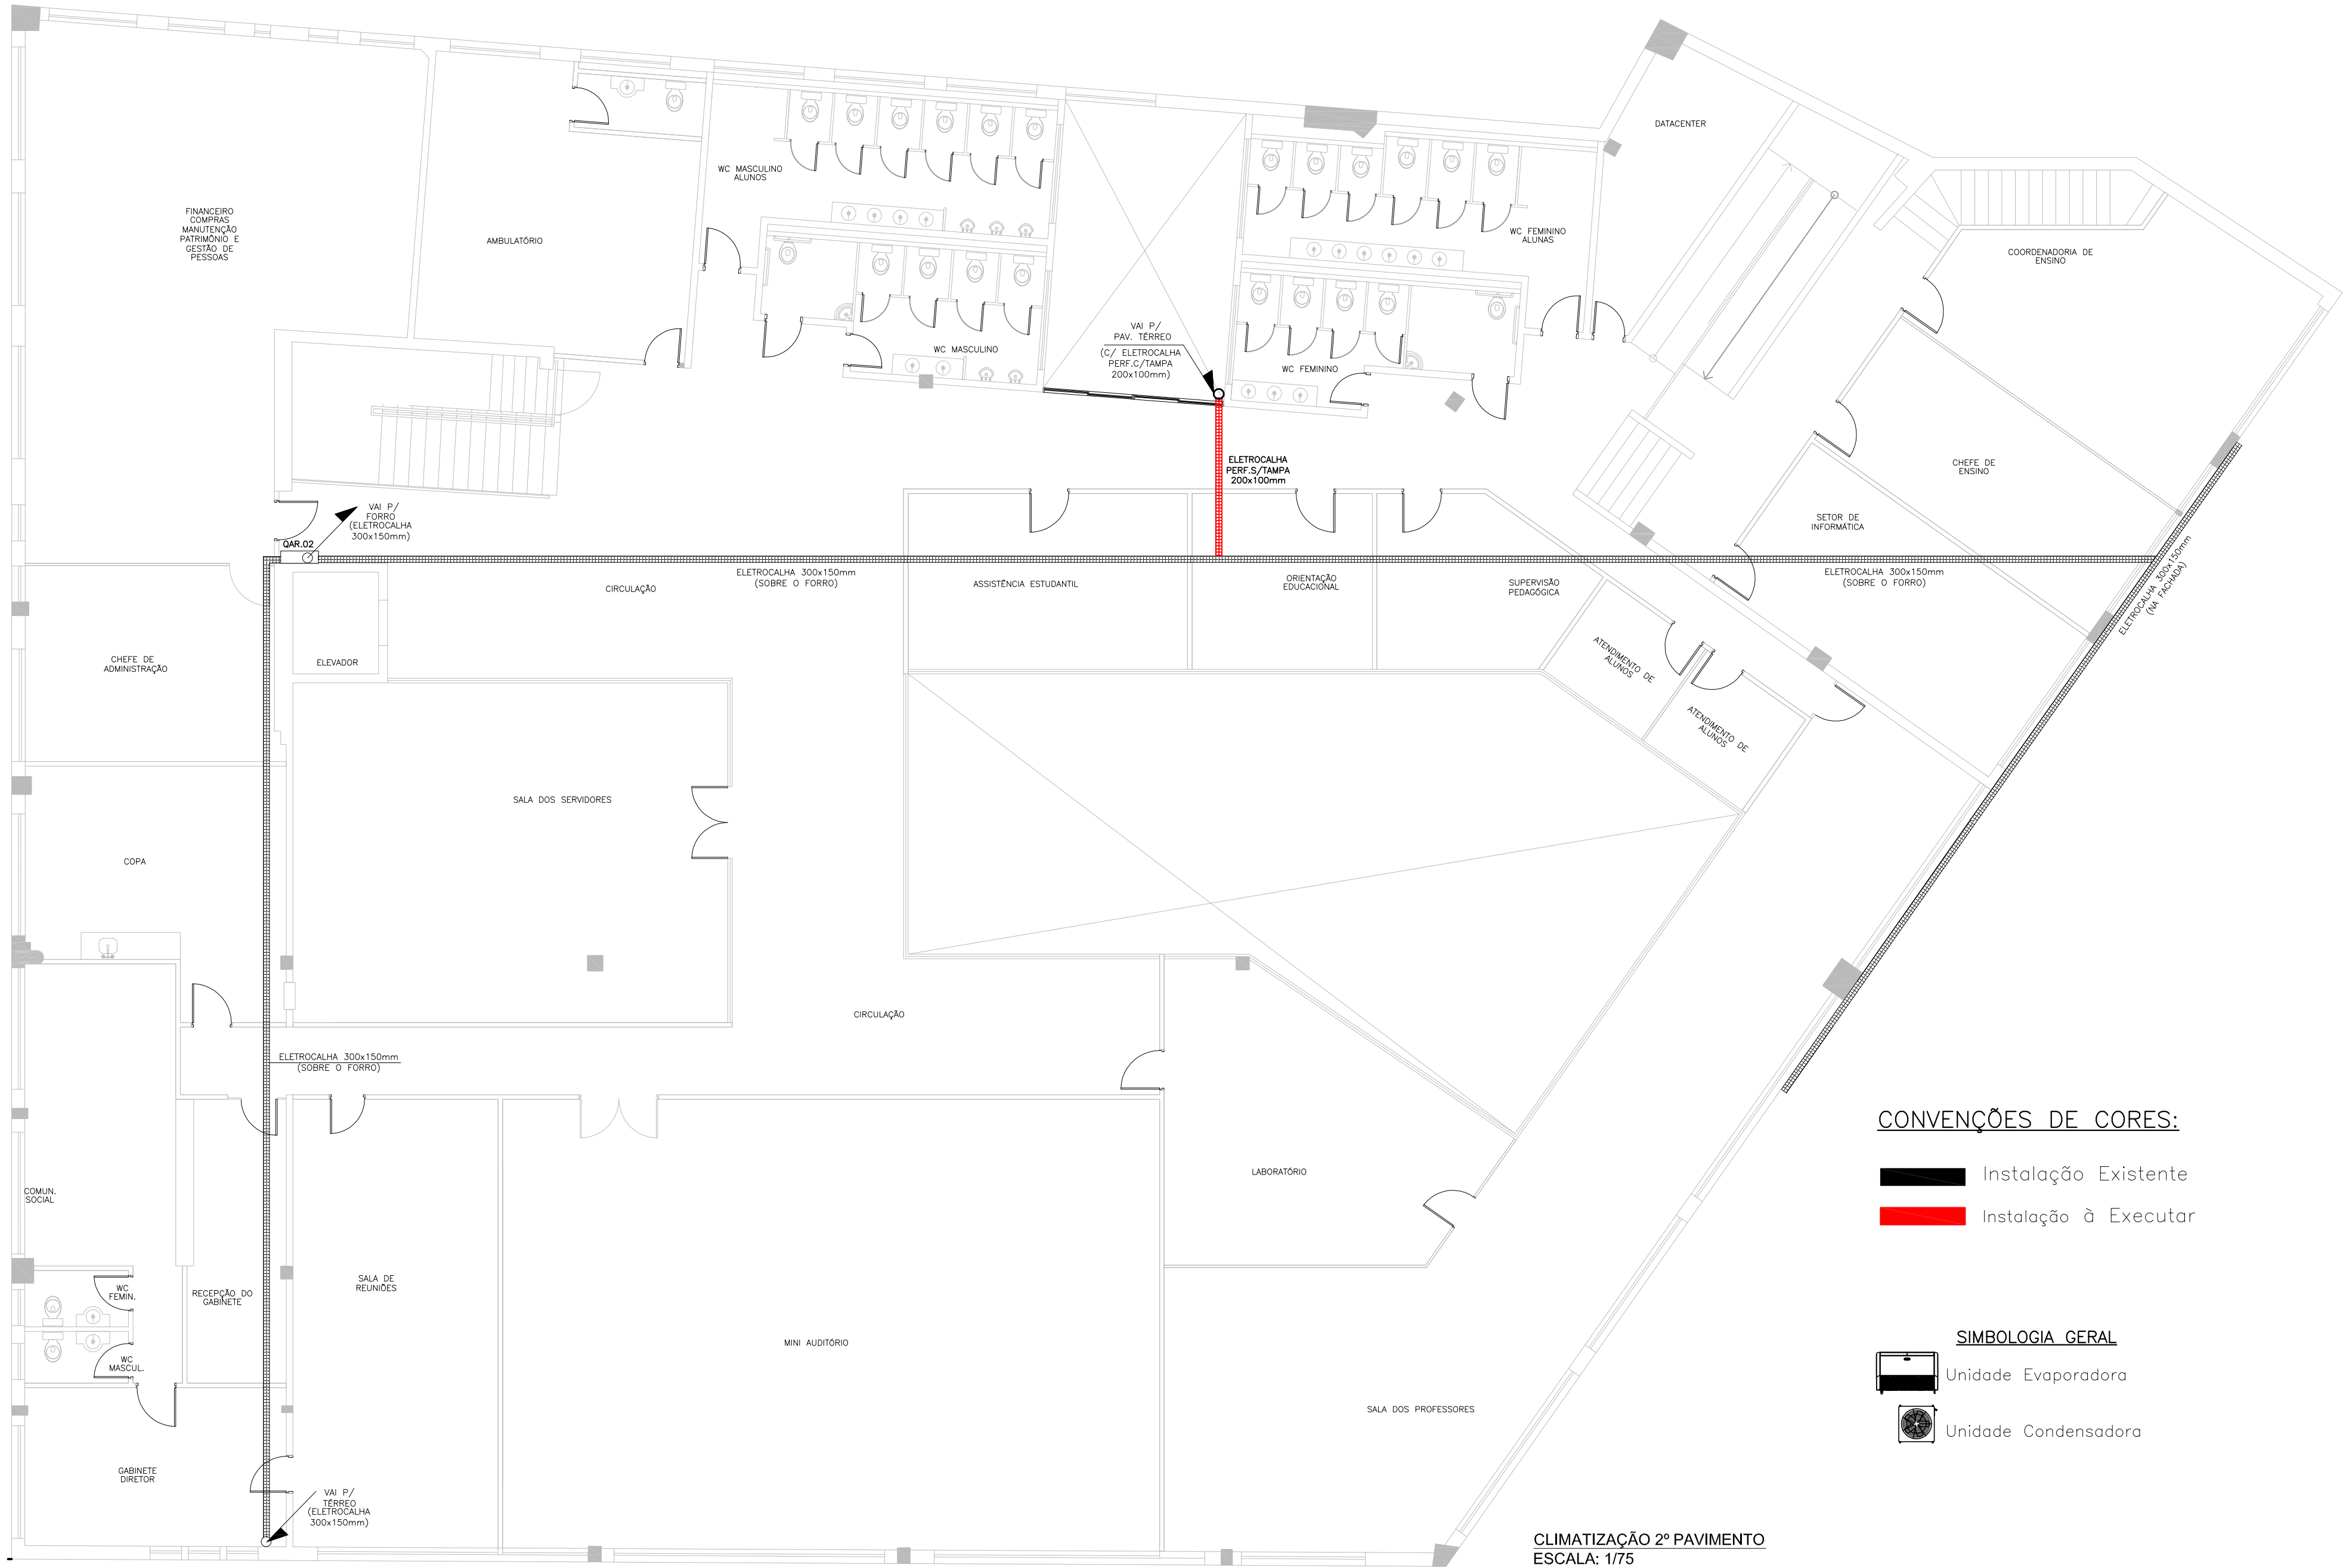 DATACENTER
WC MASCULINO
ALUNOS
FINANCEIRO
COMPRAS
MANUTENÇÃO
PATRIMÔNIO E
GESTÃO DE
PESSOAS
AMBULATÓRIO
WC FEMININO
ALUNAS
COORDENADORIA DE
ENSINO
VAI P/
PAV. TÉRREO
(C/ ELETROCALHA
PERF.C/TAMPA
200x100mm)
WC MASCULINO
WC FEMININO
ELETROCALHA
PERF.S/TAMPA
200x100mm
CHEFE DE
ENSINO
VAI P/
FORRO
(ELETROCALHA
300x150mm)
QAR.02
SETOR DE
INFORMÁTICA
CIRCULAÇÃO
ELETROCALHA 300x150mm
(SOBRE O FORRO)
ASSISTÊNCIA ESTUDANTIL
ORIENTAÇÃO
EDUCACIONAL
SUPERVISÃO
PEDAGÓGICA
ELETROCALHA 300x150mm
(SOBRE O FORRO)
ELETROCALHA 300x150mm
(NA FACHADA)
CHEFE DE
ADMINISTRAÇÃO
ELEVADOR
ATENDIMENTO DE
ALUNOS
ATENDIMENTO DE
ALUNOS
SALA DOS SERVIDORES
COPA
CIRCULAÇÃO
ELETROCALHA 300x150mm
(SOBRE O FORRO)
CONVENÇÕES DE CORES:
Instalação Existente
Instalação à Executar
LABORATÓRIO
COMUN.
SOCIAL
WC
FEMIN.
RECEPÇÃO DO
GABINETE
SALA DE
REUNIÕES
MINI AUDITÓRIO
WC
MASCUL.
SIMBOLOGIA GERAL
Unidade Evaporadora
Unidade Condensadora
SALA DOS PROFESSORES
GABINETE
DIRETOR
VAI P/
TÉRREO
(ELETROCALHA
300x150mm)
CLIMATIZAÇÃO 2º PAVIMENTO
ESCALA: 1/75